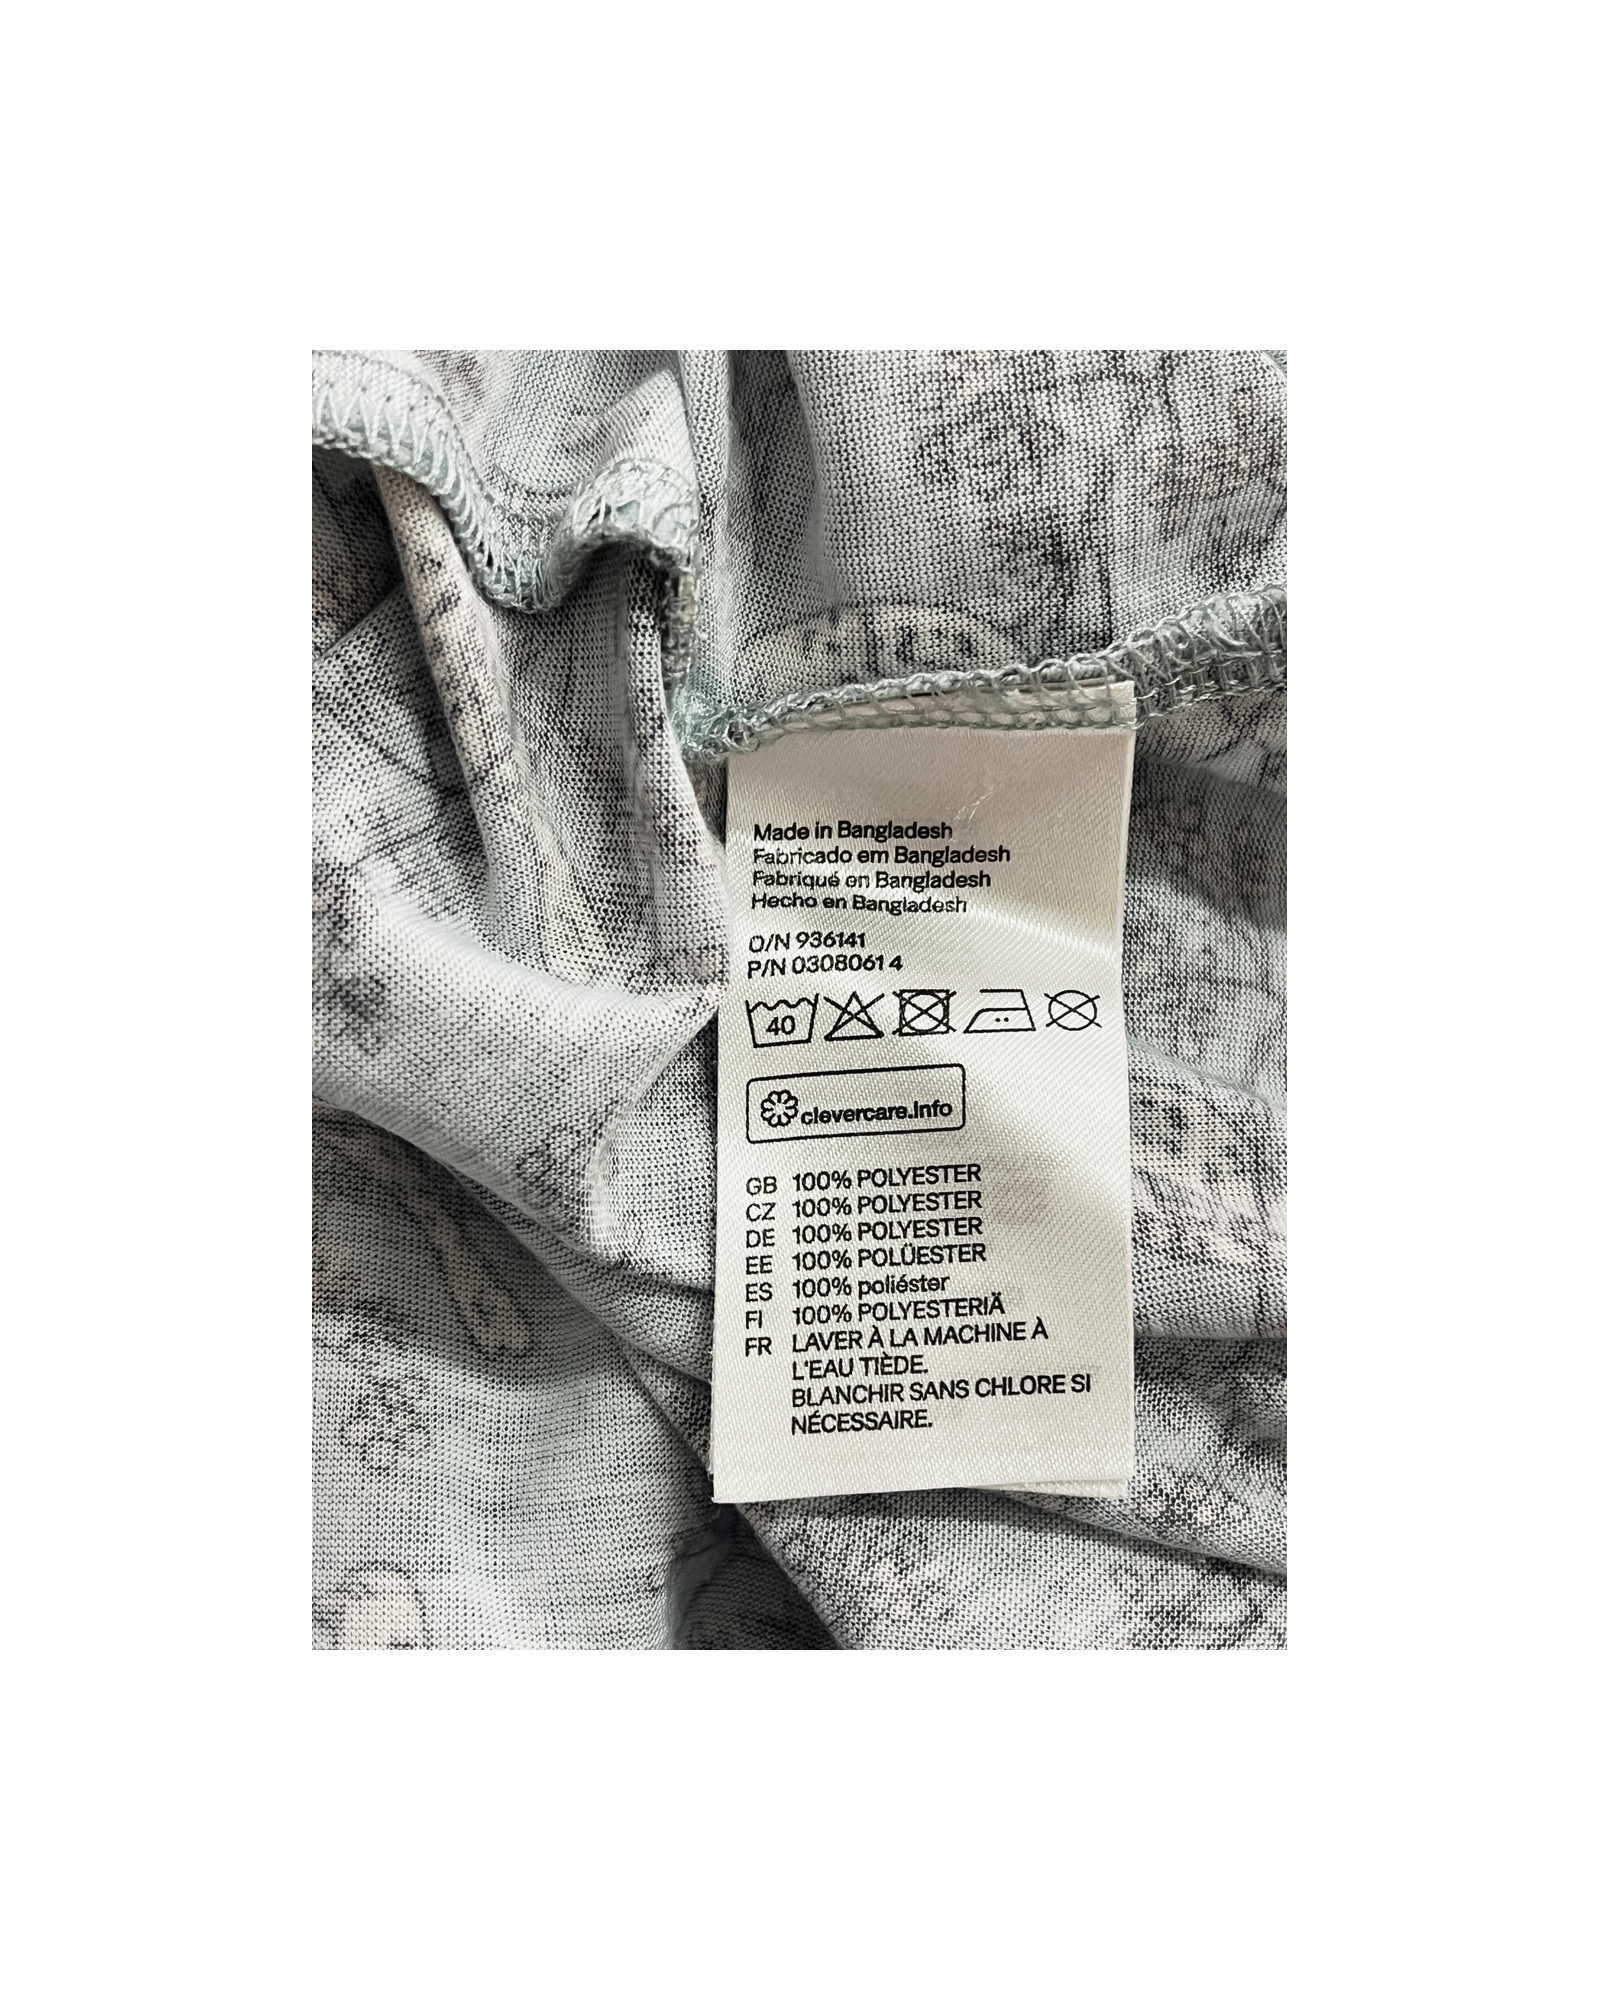 Made in Bangladesh
Fabricado em Bangladesh
Fabriqué en Bangladesh
Hecho en Bangladesh
O/N 936141
P/N 03080614
40
clevercare.info
GB 100% POLYESTER
CZ 100% POLYESTER
DE 100% POLYESTER
EE 100% POLÜESTER
ES 100% poliéster
FI 100% POLYESTERIÄ
FR LAVER À LA MACHINE À
L'EAU TIÈDE.
BLANCHIR SANS CHLORE SI
NÉCESSAIRE.